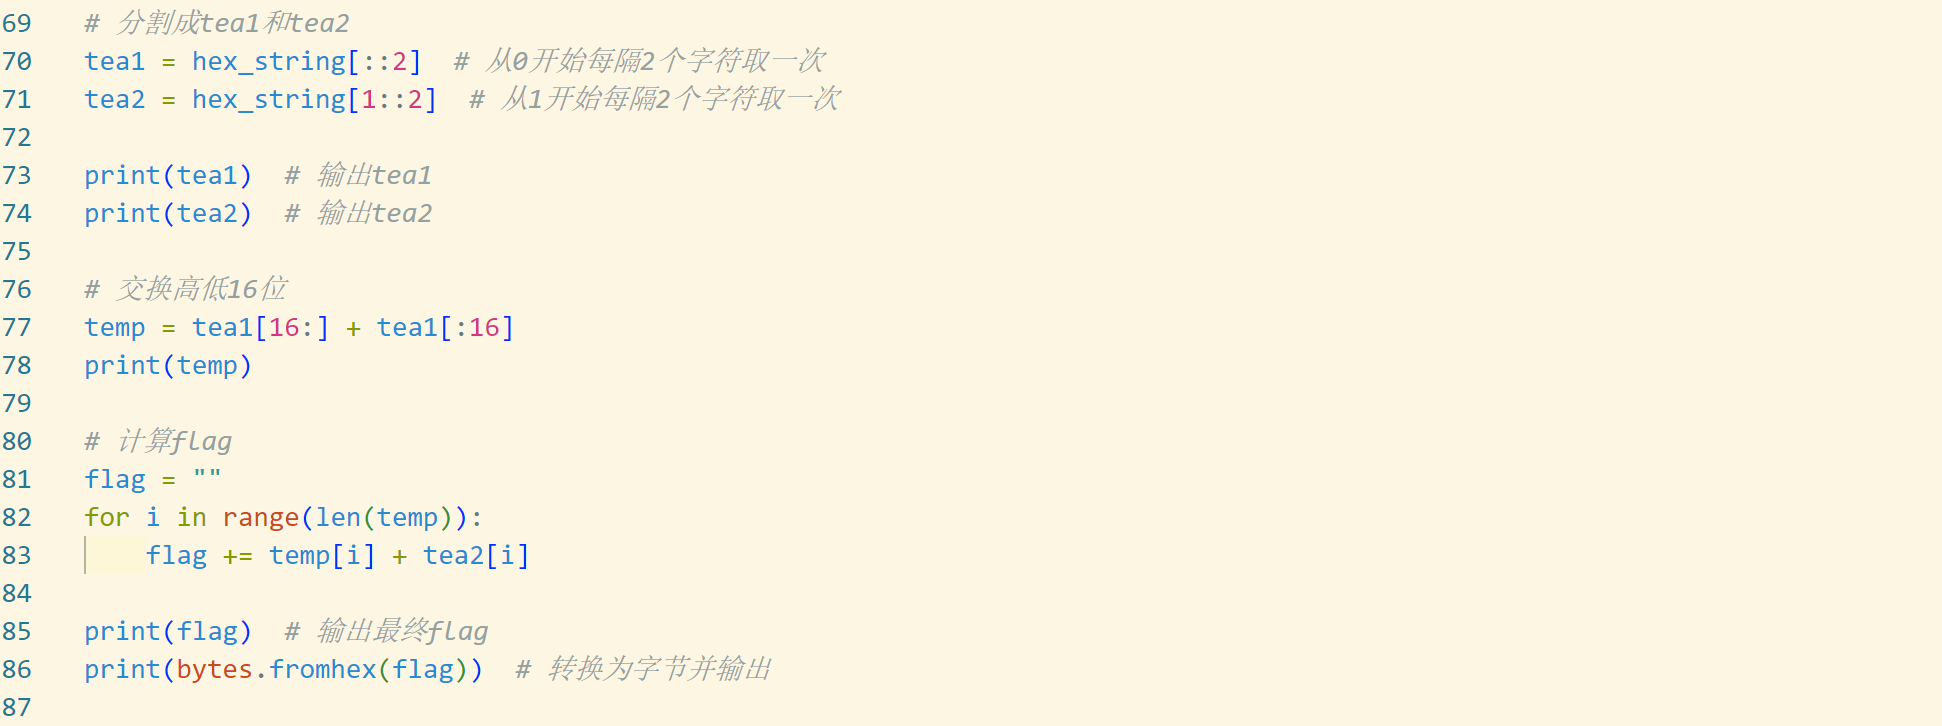 69 # 分割成tea1和tea2
70 tea1 = hex_string[::2]  # 从0开始每隔2个字符取一次
71 tea2 = hex_string[1::2]  # 从1开始每隔2个字符取一次
72
73 print(tea1)  # 输出tea1
74 print(tea2)  # 输出tea2
75
76 # 交换高低16位
77 temp = tea1[16:] + tea1[:16]
78 print(temp)
79
80 # 计算flag
81 flag = ""
82 for i in range(len(temp)):
83     flag += temp[i] + tea2[i]
84
85 print(flag)  # 输出最终flag
86 print(bytes.fromhex(flag))  # 转换为字节并输出
87